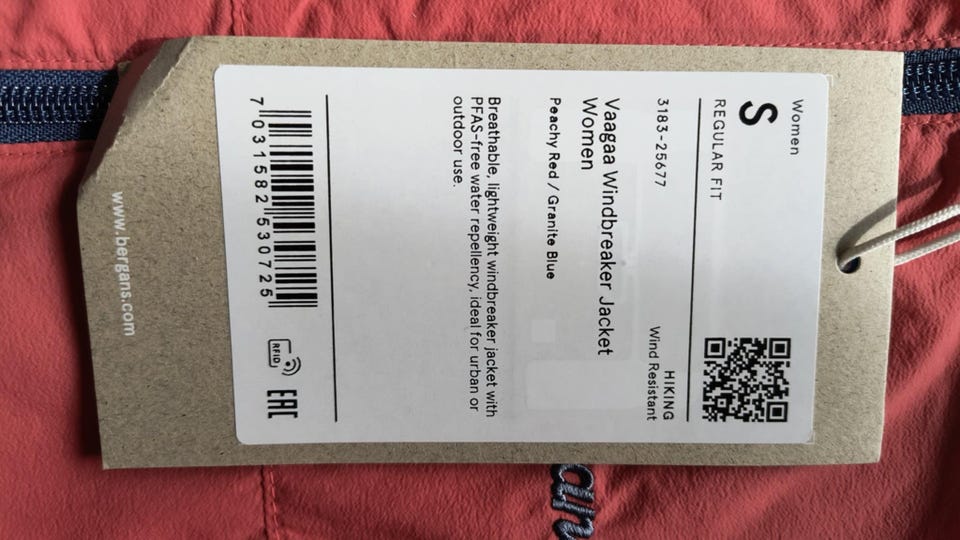 Women
S
REGULAR FIT
3183-25677
HIKING
Wind Resistant
Vaagaa Windbreaker Jacket
Women
Peachy Red / Granite Blue
Breathable, lightweight windbreaker jacket with
PFAS-free water repellency, ideal for urban or
outdoor use.
7 031582 530725
RFID
EAC
www.bergans.com
an